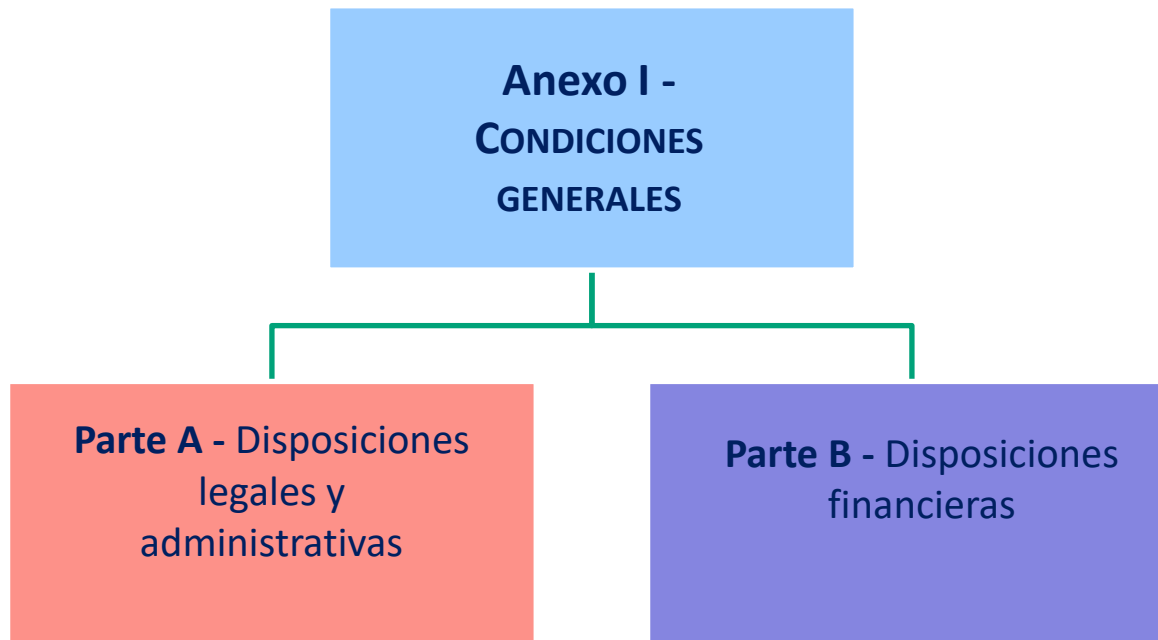 Anexo I -
CONDICIONES
GENERALES
Parte A - Disposiciones
legales y
administrativas
Parte B - Disposiciones
financieras